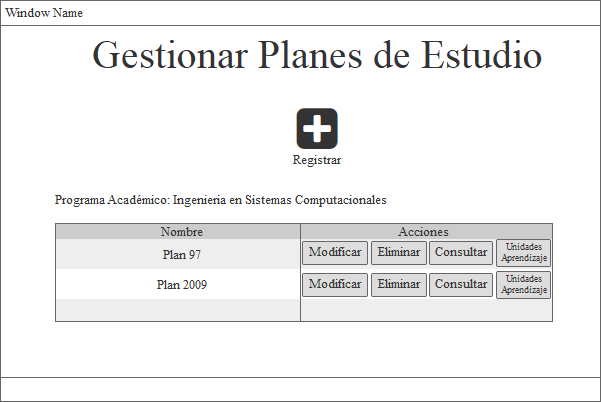 Window Name
Gestionar Planes de Estudio
Registrar
Programa Académico: Ingenieria en Sistemas Computacionales
Nombre Acciones
Plan 97 Modificar Eliminar Consultar Unidades Aprendizaje
Plan 2009 Modificar Eliminar Consultar Unidades Aprendizaje